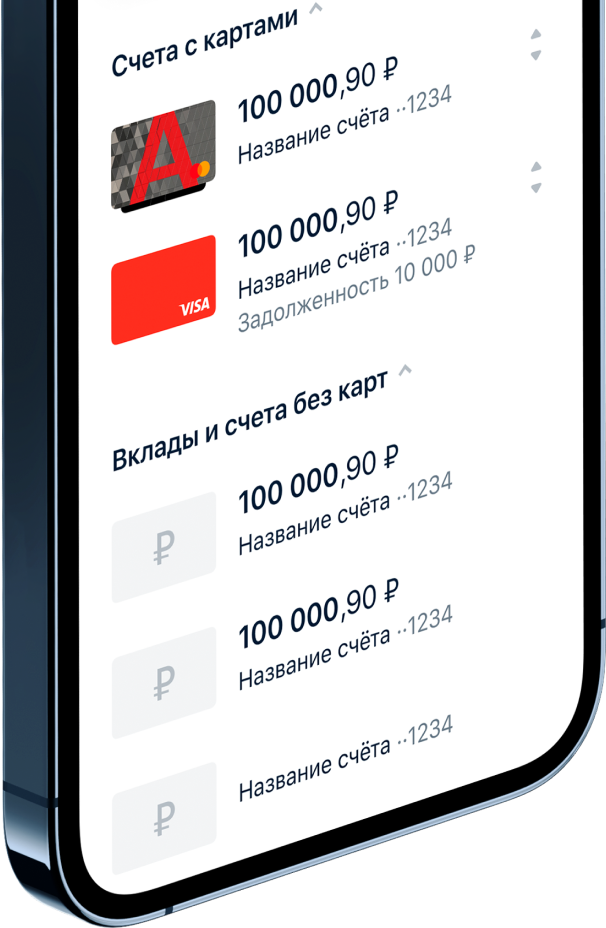 Счета с картами
100 000,90 ₽
Название счёта ··1234
А
100 000,90 ₽
Название счёта ··1234
Задолженность 10 000 ₽
VISA
Вклады и счета без карт
100 000,90 ₽
Название счёта ··1234
₽
100 000,90 ₽
Название счёта ··1234
₽
Название счёта ··1234
₽